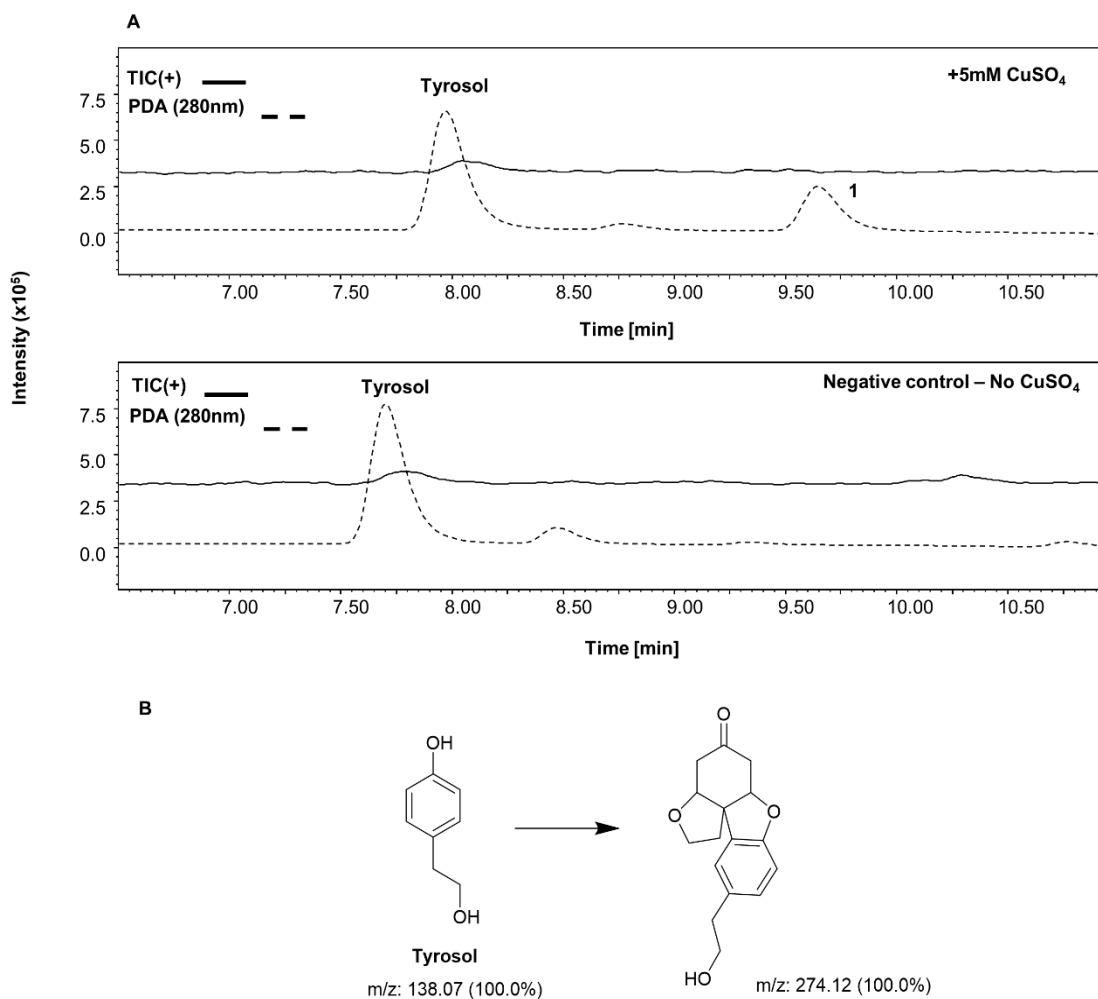 A
TIC(+)
PDA (280nm)
Tyrosol
+5mM CuSO₄
1
7.5
5.0
2.5
0.0
7.00 7.50 8.00 8.50 9.00 9.50 10.00 10.50
Time [min]
Intensity (x10⁵)
TIC(+)
PDA (280nm)
Tyrosol
Negative control – No CuSO₄
7.5
5.0
2.5
0.0
7.00 7.50 8.00 8.50 9.00 9.50 10.00 10.50
Time [min]
B
OH
OH
Tyrosol
m/z: 138.07 (100.0%)
O
O
O
HO
m/z: 274.12 (100.0%)